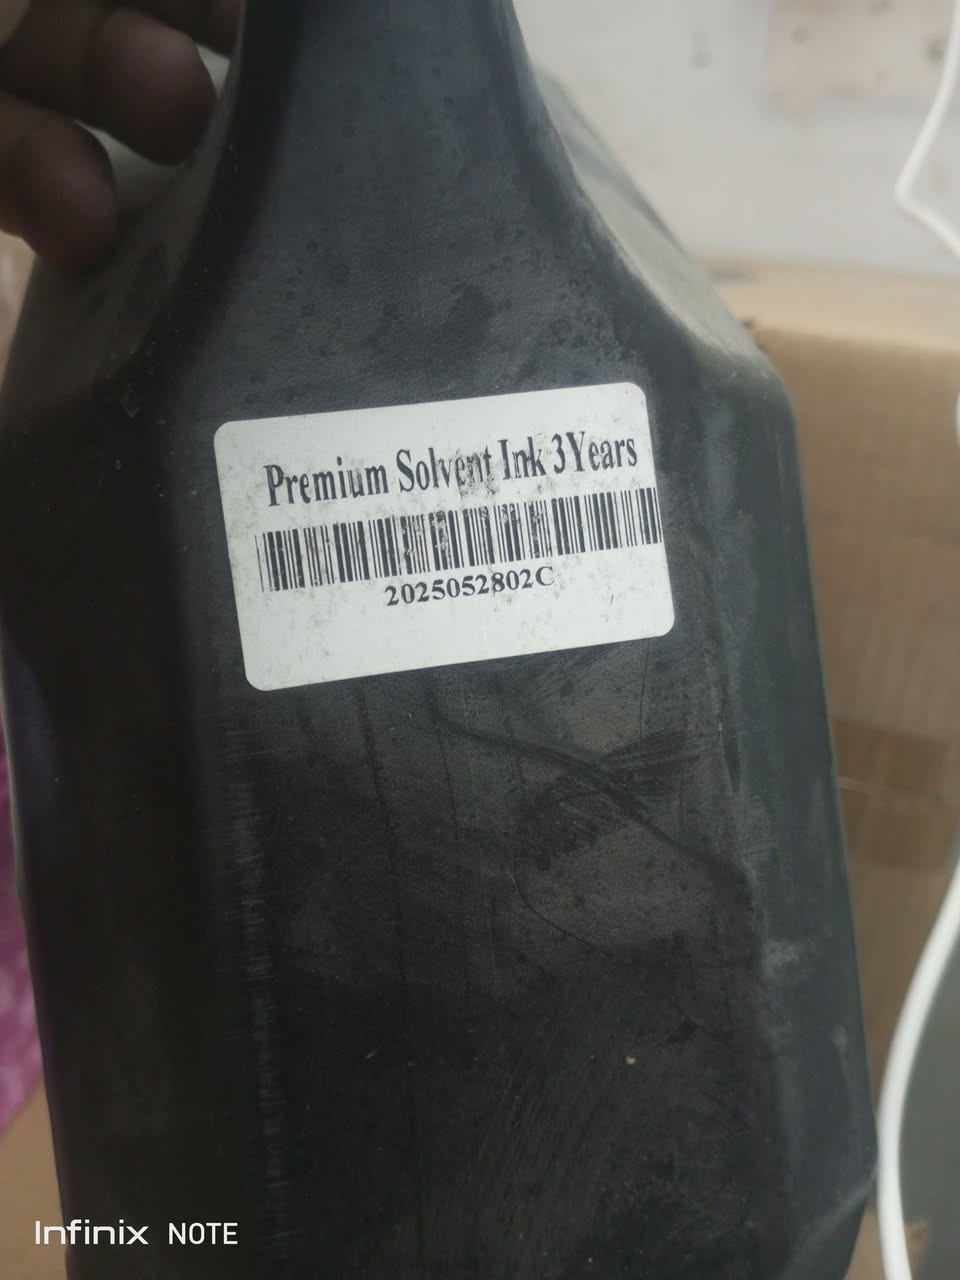 Premium Solvent Ink 3Years
2025052802C
Infinix NOTE